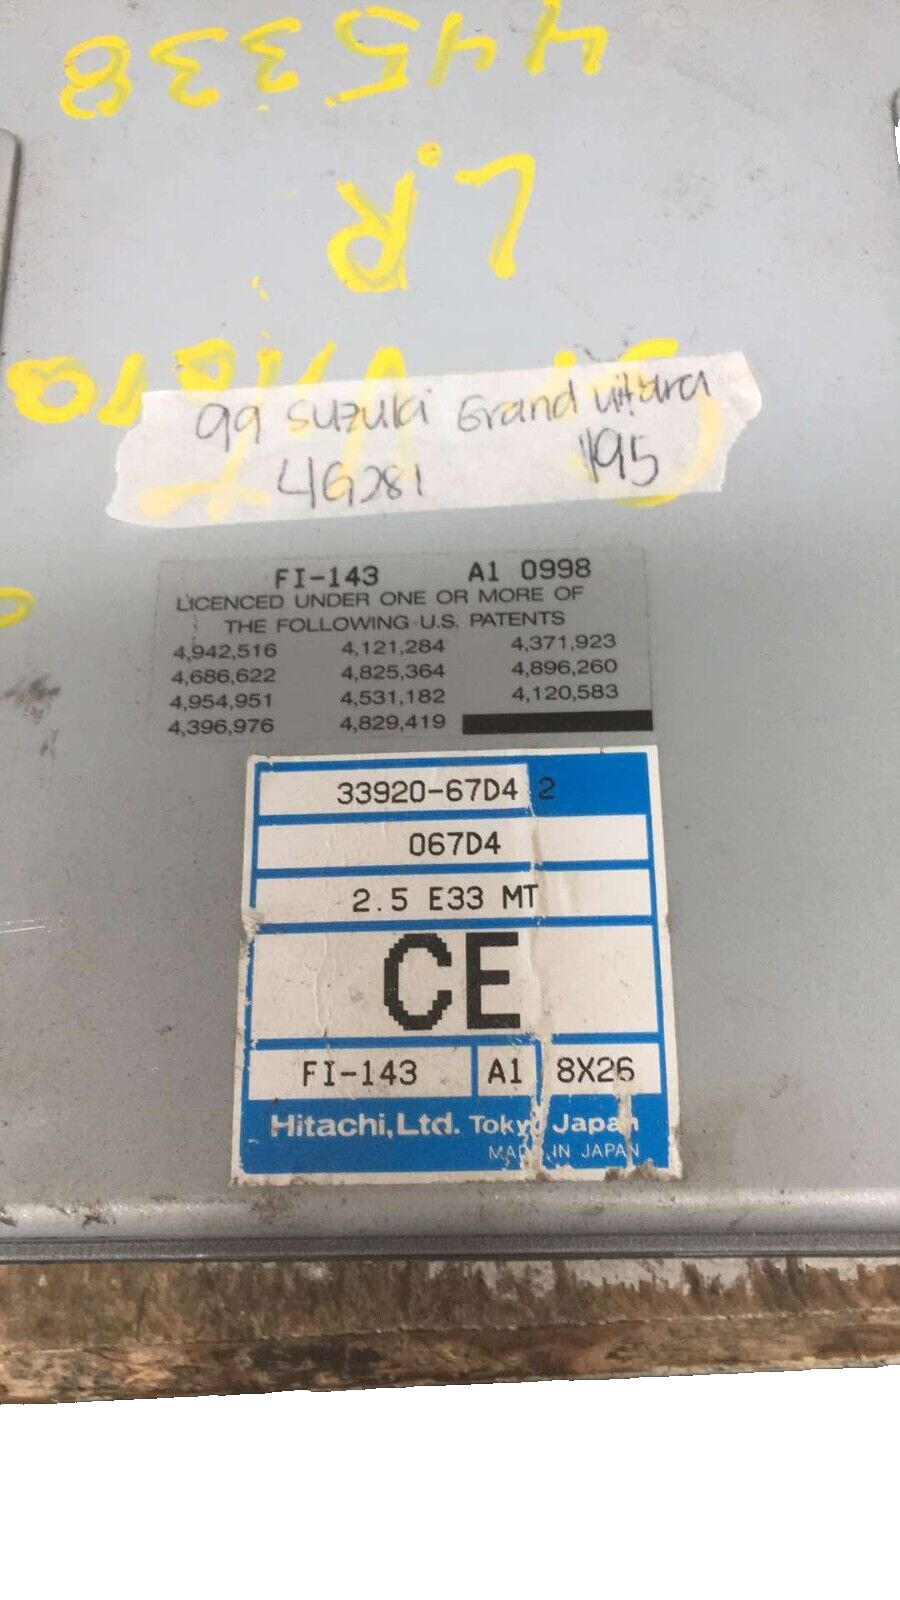 445338
L.R
99 Suzuki Grand vitara
4G281 195
FI-143 A1 0998
LICENCED UNDER ONE OR MORE OF
THE FOLLOWING U.S. PATENTS
4,942,516 4,121,284 4,371,923
4,686,622 4,825,364 4,896,260
4,954,951 4,531,182 4,120,583
4,396,976 4,829,419
33920-67D4 2
067D4
2.5 E33 MT
CE
FI-143 A1 8X26
Hitachi, Ltd. Tokyo Japan
MADE IN JAPAN